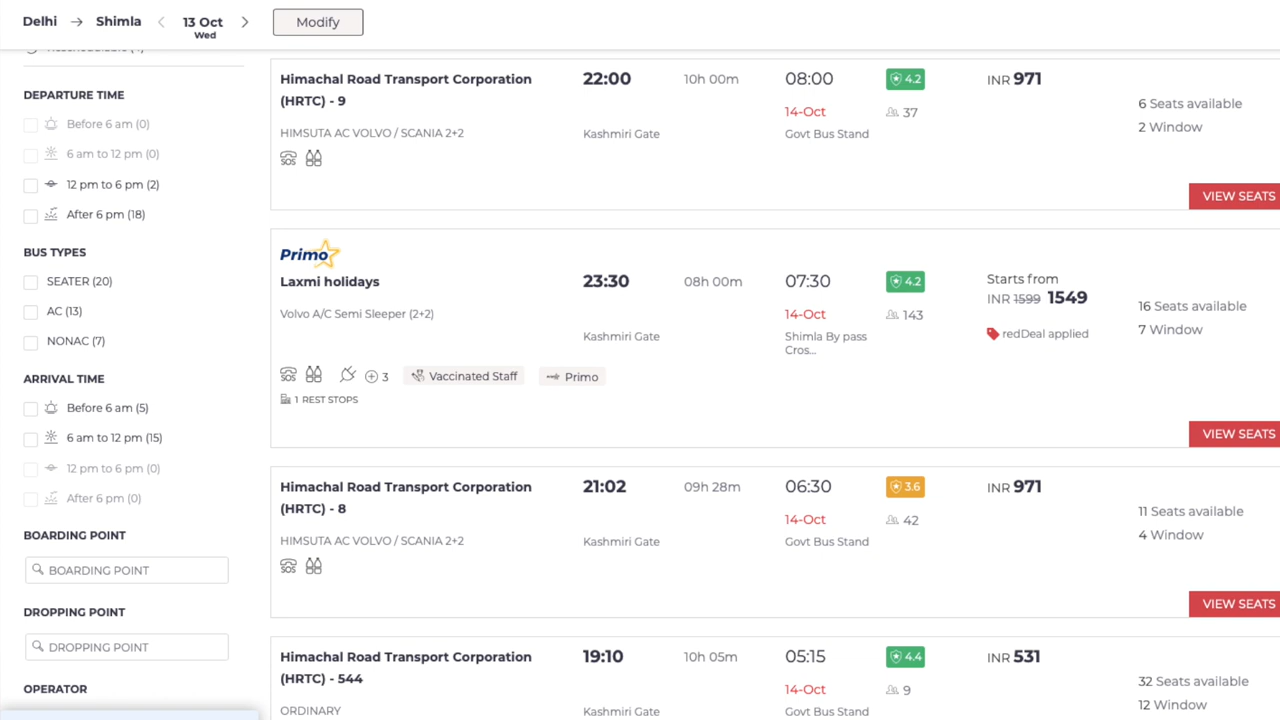 Delhi → Shimla < 13 Oct > Modify
Wed
Reschedulable (4)
DEPARTURE TIME
Before 6 am (0)
6 am to 12 pm (0)
12 pm to 6 pm (2)
After 6 pm (18)
BUS TYPES
SEATER (20)
AC (13)
NONAC (7)
ARRIVAL TIME
Before 6 am (5)
6 am to 12 pm (15)
12 pm to 6 pm (0)
After 6 pm (0)
BOARDING POINT
BOARDING POINT
DROPPING POINT
DROPPING POINT
OPERATOR
Himachal Road Transport Corporation 22:00 10h 00m 08:00 4.2 INR 971
(HRTC) - 9
6 Seats available
14-Oct 37
2 Window
HIMSUTA AC VOLVO / SCANIA 2+2 Kashmiri Gate Govt Bus Stand
SOS
VIEW SEATS
Primo
Laxmi holidays 23:30 08h 00m 07:30 4.2 Starts from
INR 1599 1549
16 Seats available
Volvo A/C Semi Sleeper (2+2) 14-Oct 143
7 Window
Kashmiri Gate Shimla By pass redDeal applied
Cros...
SOS + 3 Vaccinated Staff Primo
1 REST STOPS
VIEW SEATS
Himachal Road Transport Corporation 21:02 09h 28m 06:30 3.6 INR 971
(HRTC) - 8
11 Seats available
14-Oct 42
4 Window
HIMSUTA AC VOLVO / SCANIA 2+2 Kashmiri Gate Govt Bus Stand
SOS
VIEW SEATS
Himachal Road Transport Corporation 19:10 10h 05m 05:15 4.4 INR 531
(HRTC) - 544
32 Seats available
14-Oct 9
12 Window
ORDINARY Kashmiri Gate Govt Bus Stand